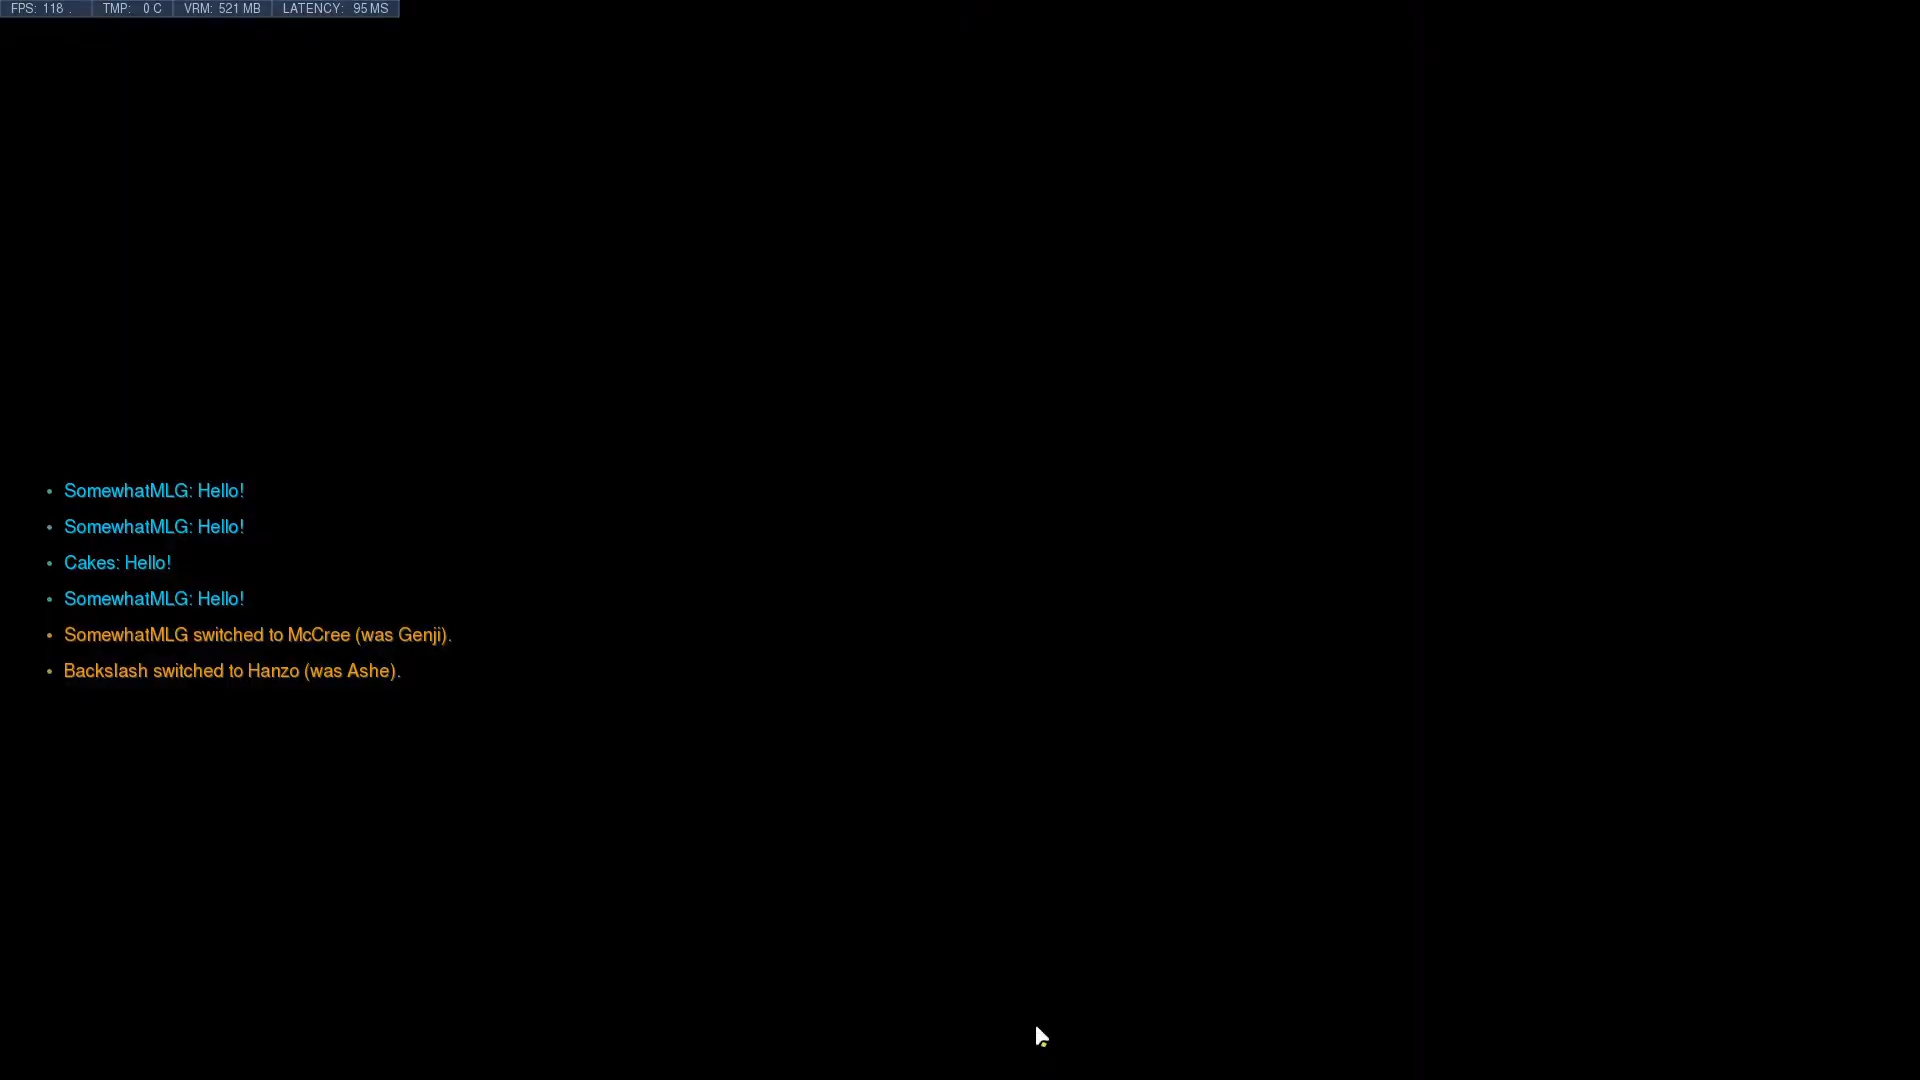 FPS: 118 . TMP: 0 C VRM: 521 MB LATENCY: 95 MS
• SomewhatMLG: Hello!
• SomewhatMLG: Hello!
• Cakes: Hello!
• SomewhatMLG: Hello!
• SomewhatMLG switched to McCree (was Genji).
• Backslash switched to Hanzo (was Ashe).